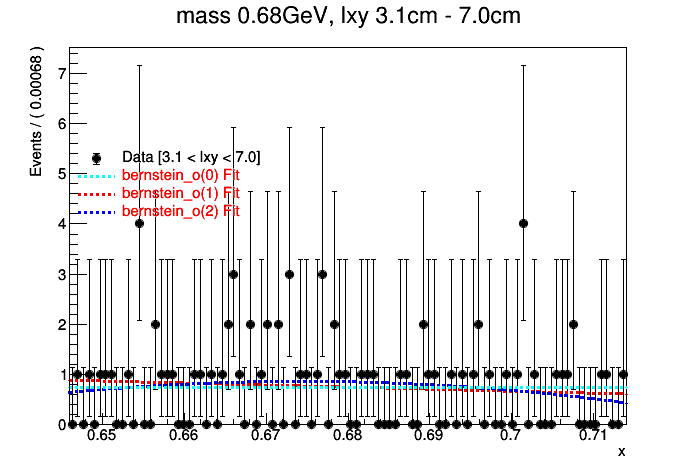 mass 0.68GeV, lxy 3.1cm - 7.0cm
Events / ( 0.00068 )
7
6
5
4
3
2
1
0
Data [3.1 < lxy < 7.0]
bernstein_o(0) Fit
bernstein_o(1) Fit
bernstein_o(2) Fit
0.65 0.66 0.67 0.68 0.69 0.7 0.71
x